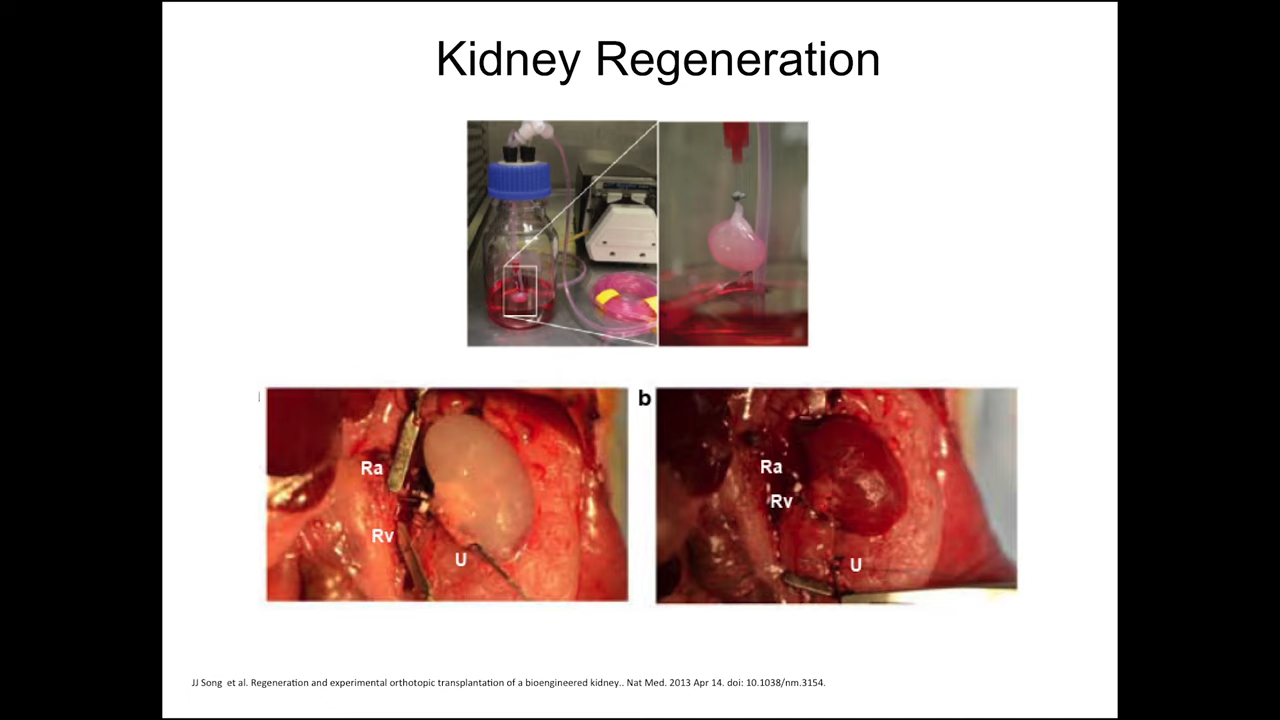 Kidney Regeneration
b
Ra
Rv
U
Ra
Rv
U
JJ Song et al. Regeneration and experimental orthotopic transplantation of a bioengineered kidney.. Nat Med. 2013 Apr 14. doi: 10.1038/nm.3154.